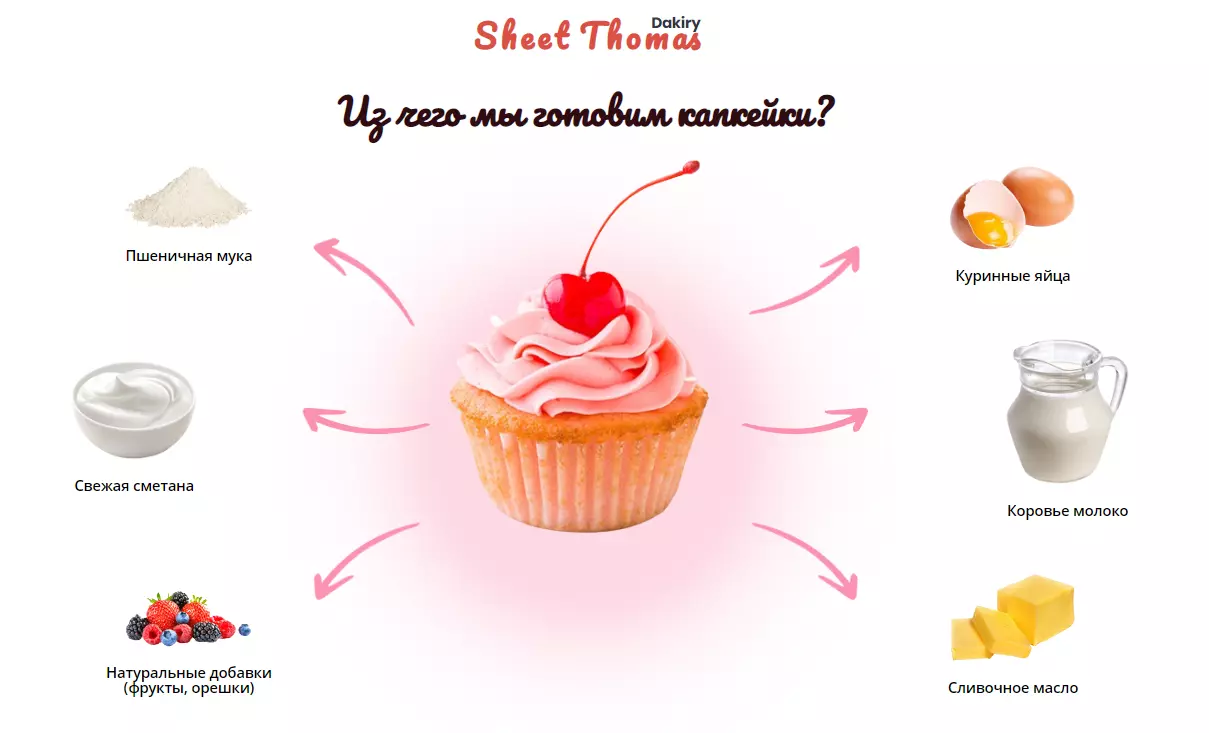 Dakiry
Sheet Thomas
Из чего мы готовим капкейки?
Пшеничная мука
Куринные яйца
Свежая сметана
Коровье молоко
Натуральные добавки
(фрукты, орешки)
Сливочное масло